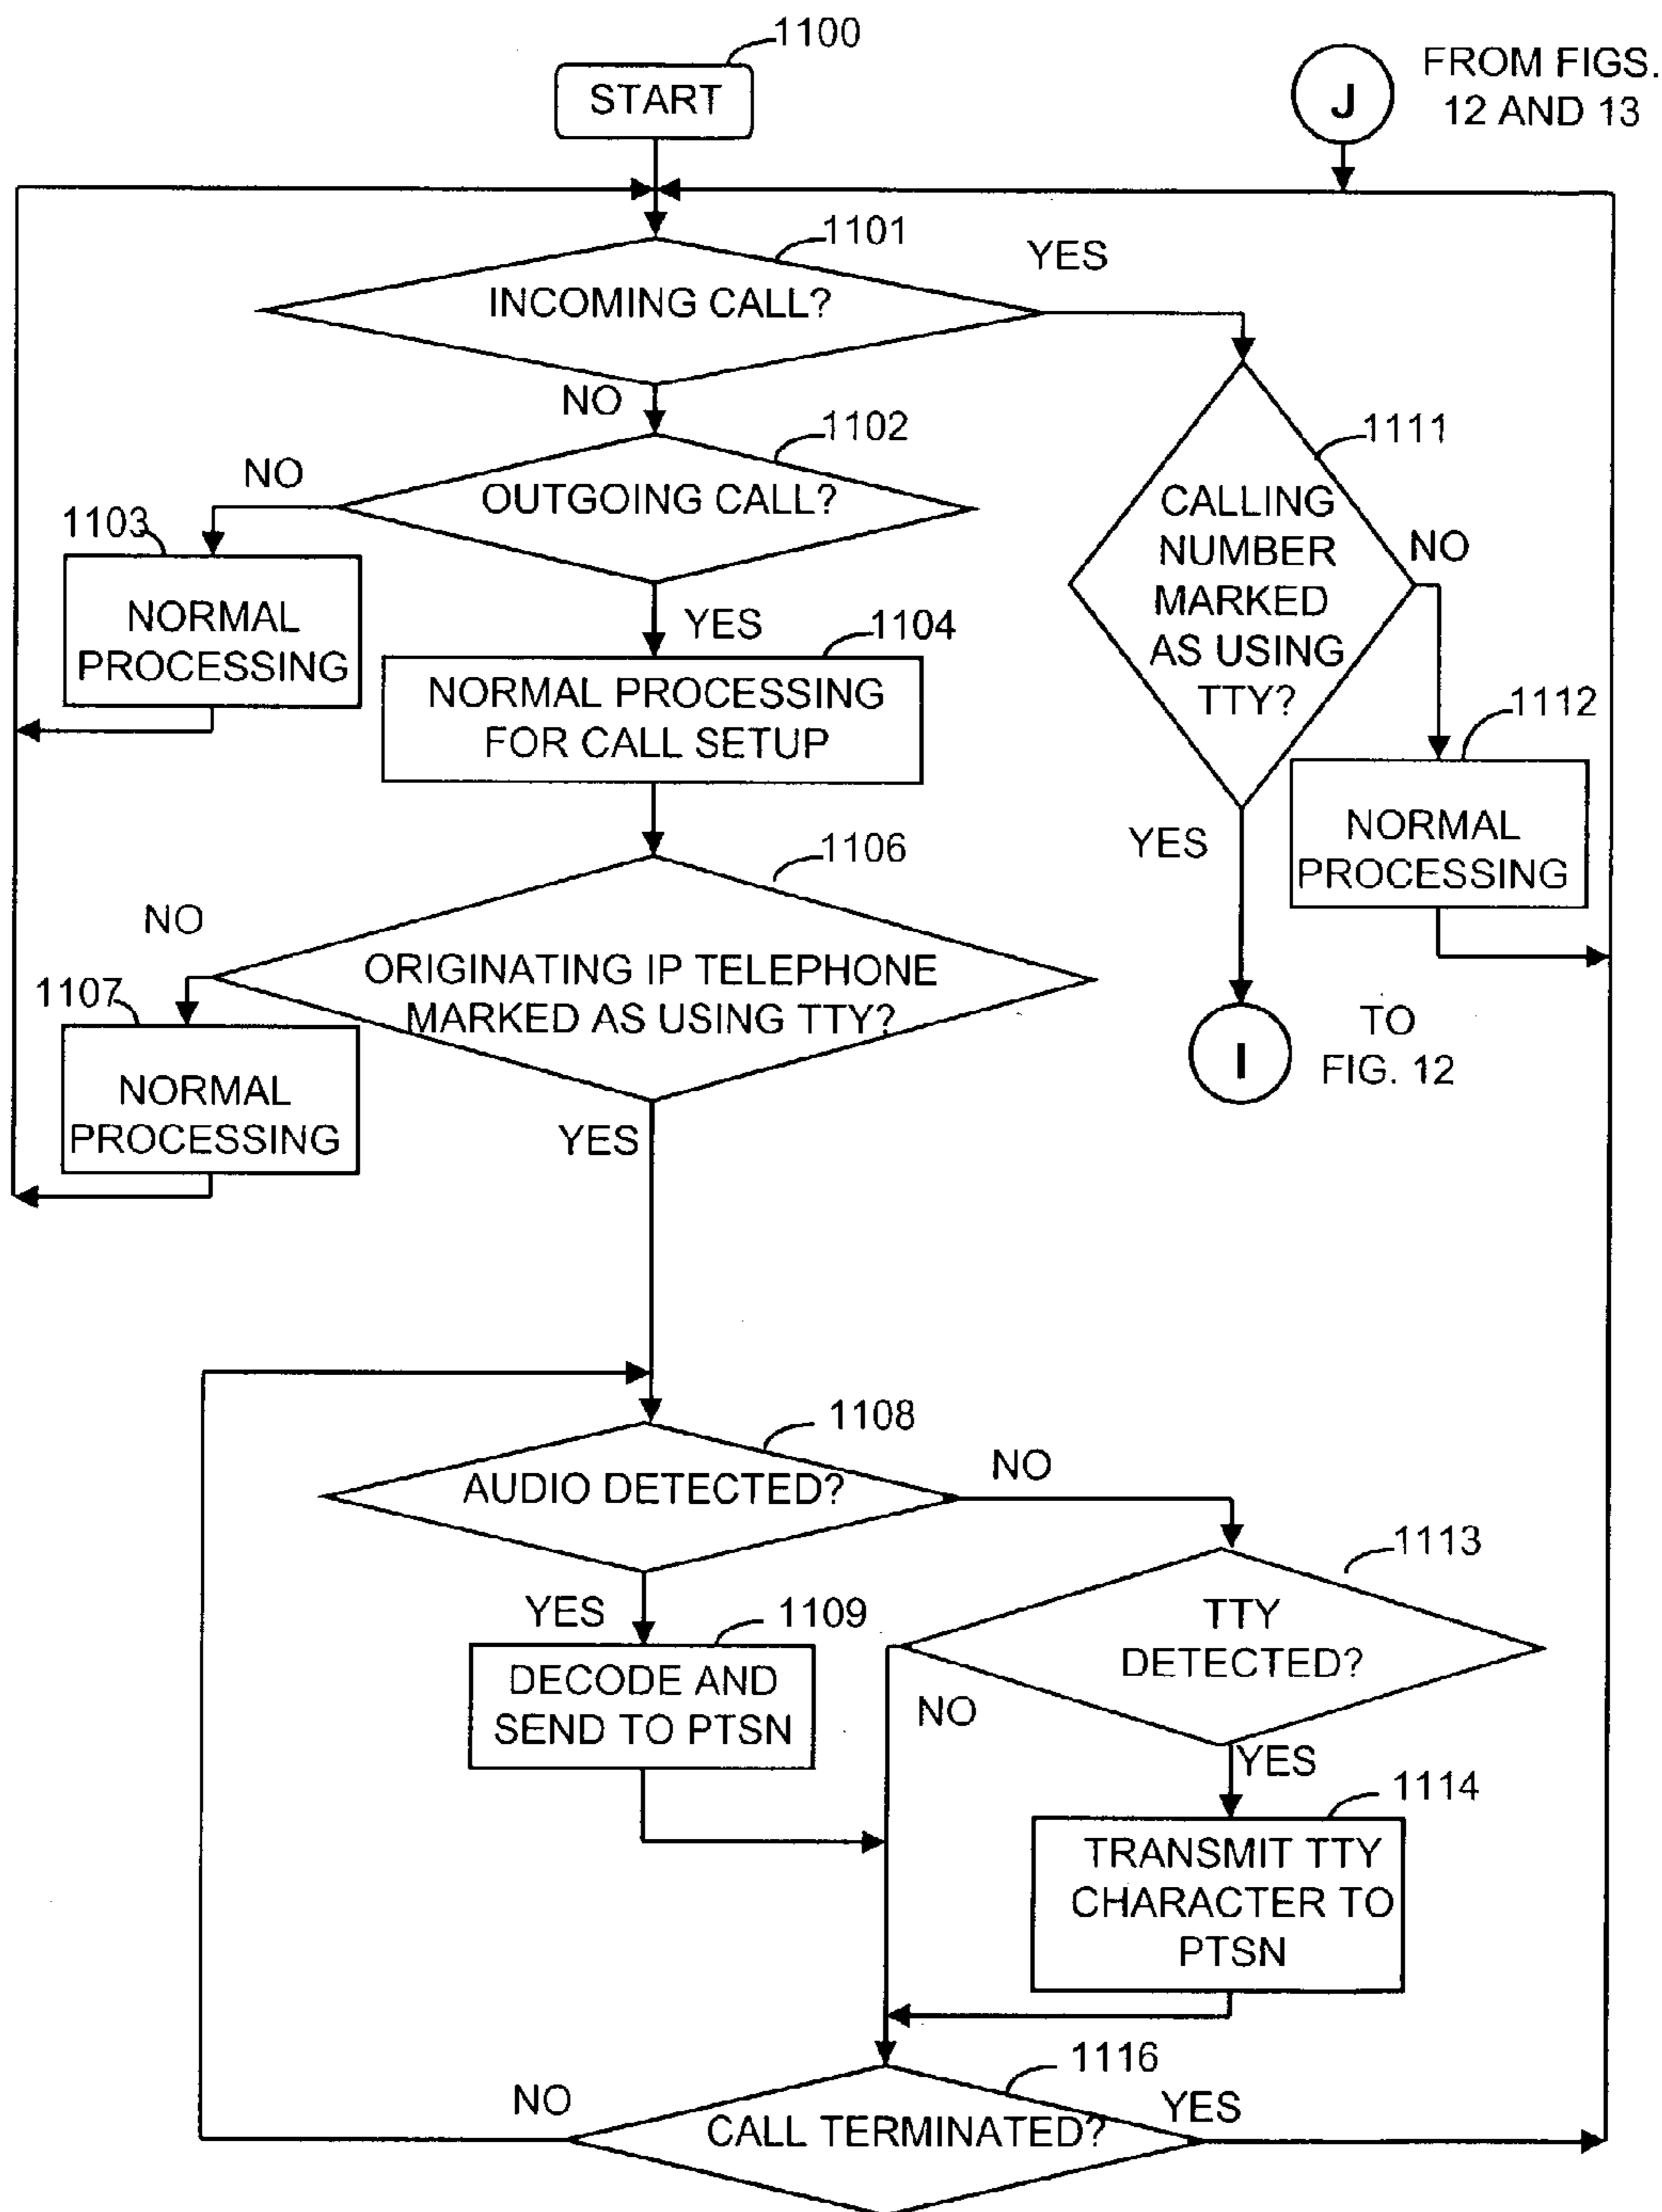 1100
START
J
FROM FIGS.
12 AND 13
1101
INCOMING CALL?
YES
NO
1102
OUTGOING CALL?
NO
1103
NORMAL
PROCESSING
YES
1104
NORMAL PROCESSING
FOR CALL SETUP
1111
CALLING
NUMBER
MARKED
AS USING
TTY?
NO
1112
NORMAL
PROCESSING
YES
I
TO
FIG. 12
1106
ORIGINATING IP TELEPHONE
MARKED AS USING TTY?
NO
1107
NORMAL
PROCESSING
YES
1108
AUDIO DETECTED?
NO
YES
1109
DECODE AND
SEND TO PTSN
1113
TTY
DETECTED?
NO
YES
1114
TRANSMIT TTY
CHARACTER TO
PTSN
1116
CALL TERMINATED?
NO
YES